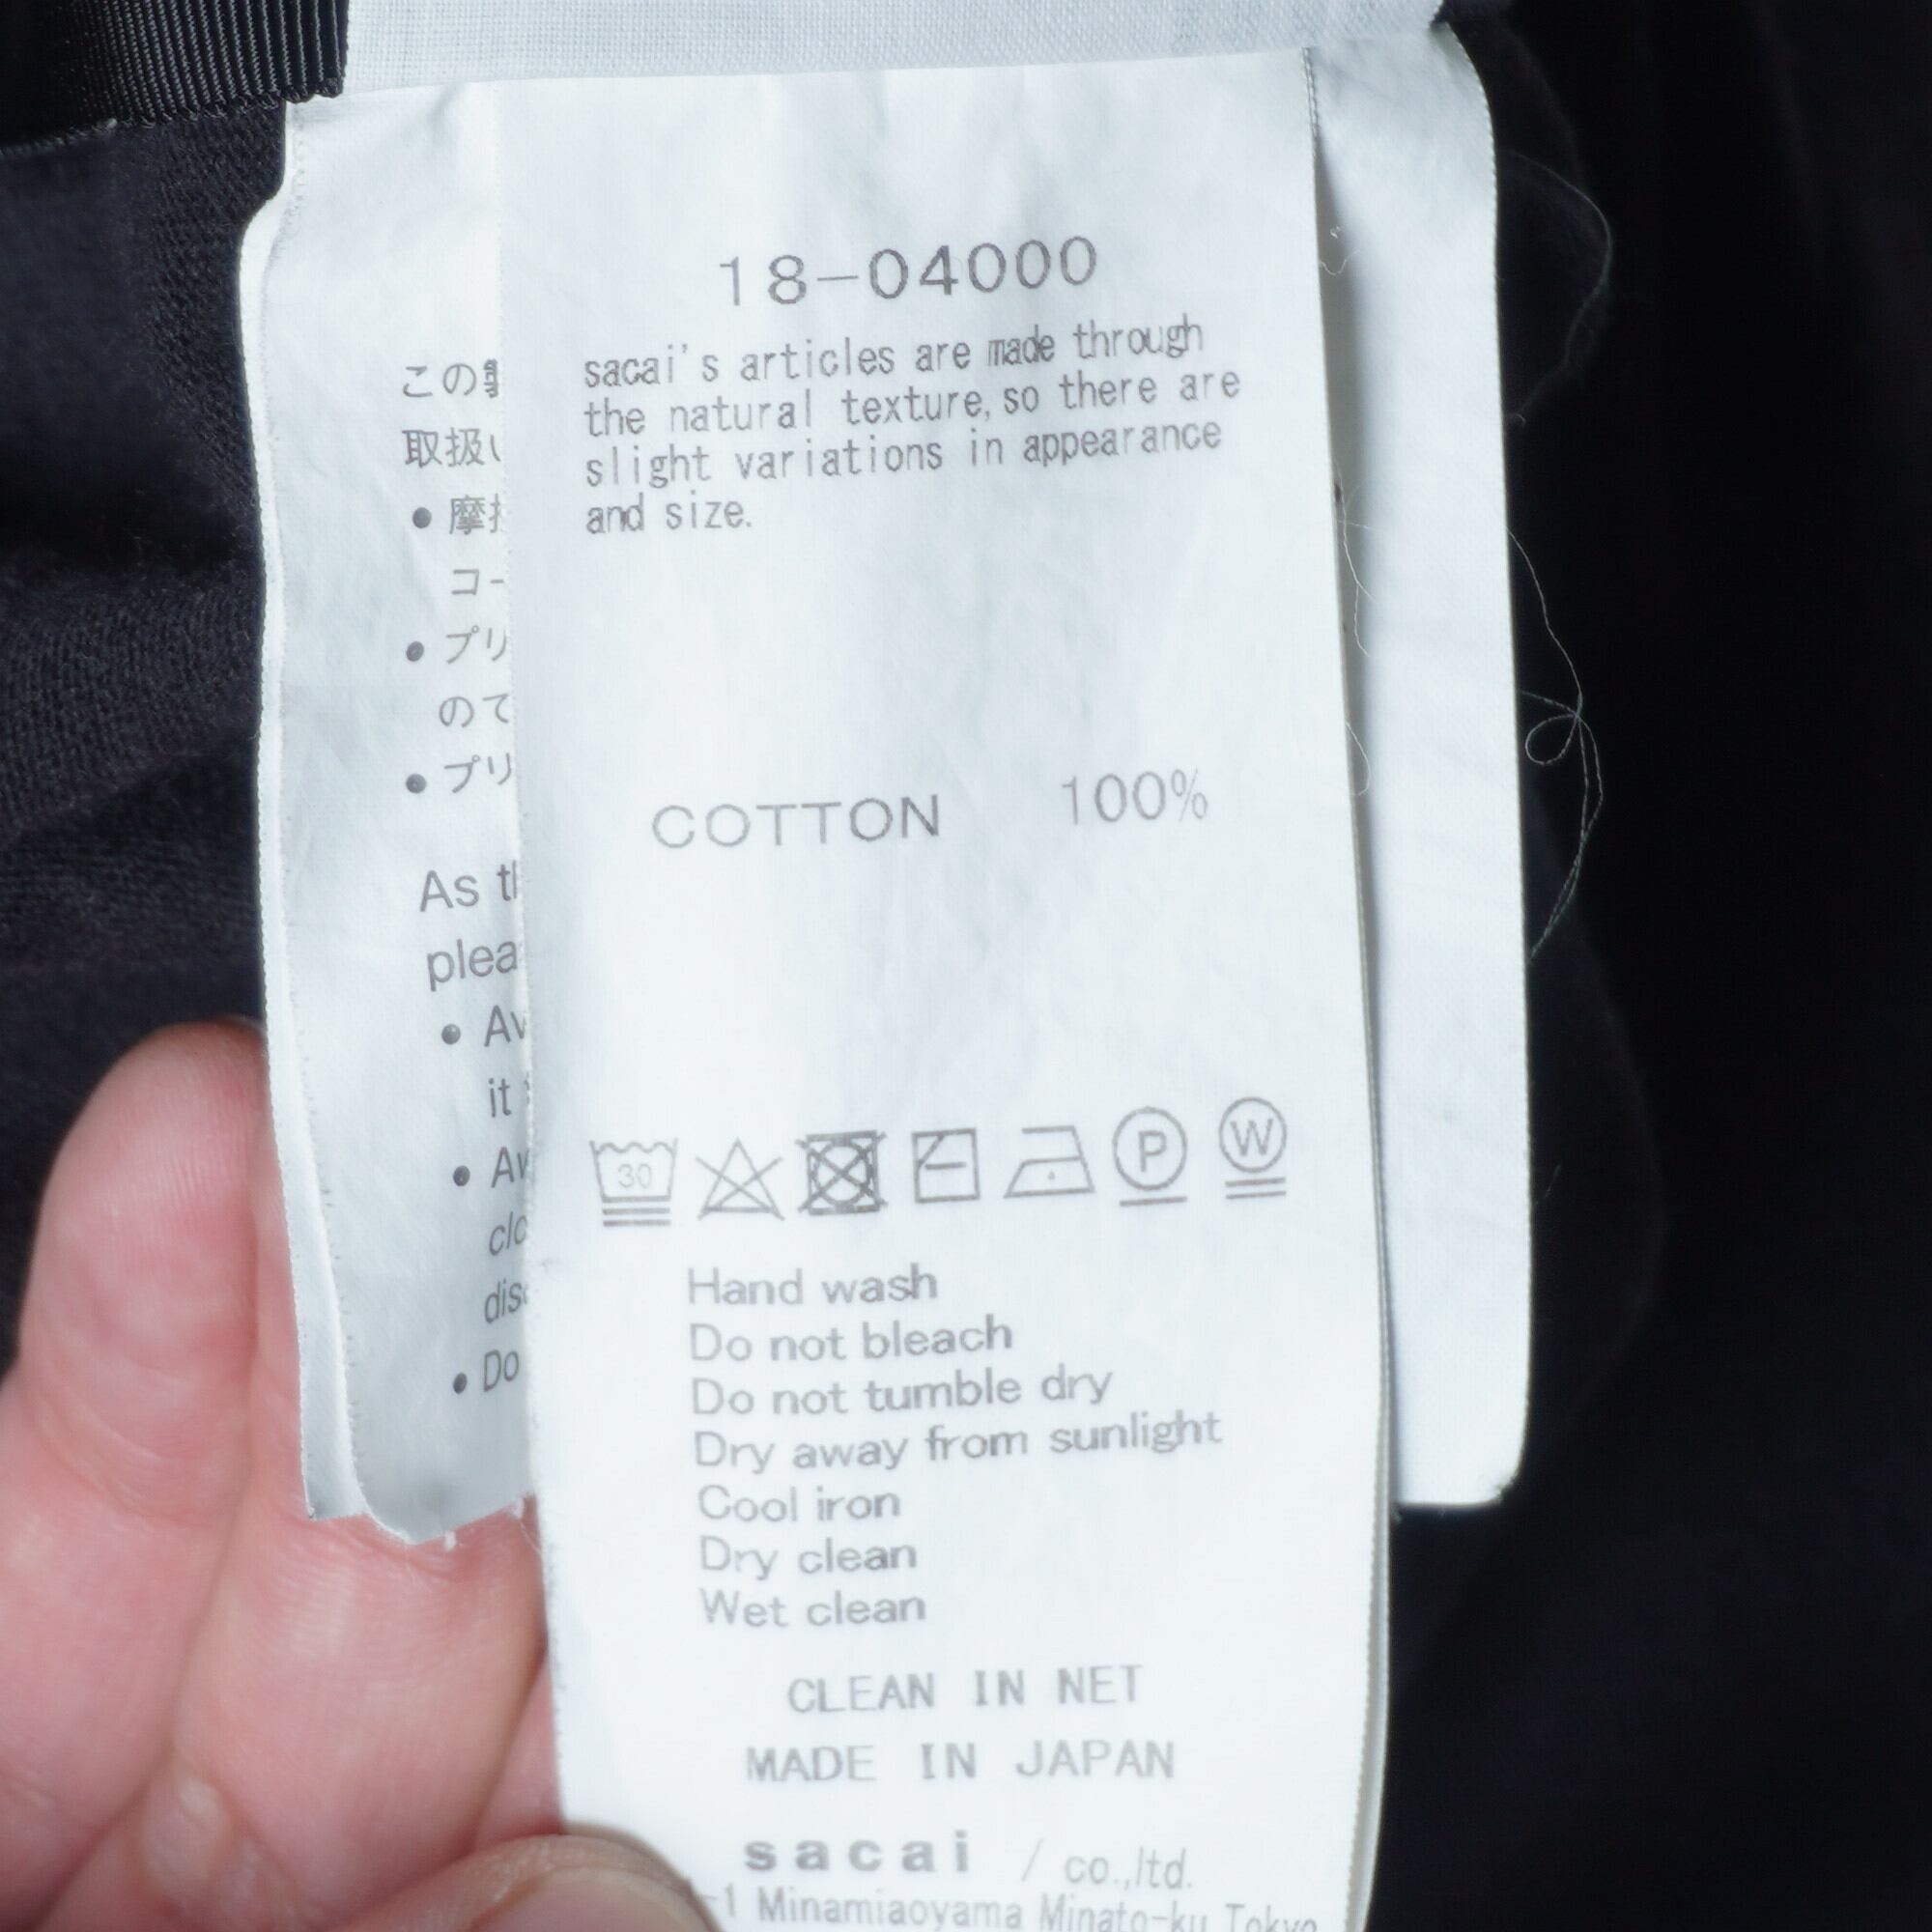 18-04000
sacai's articles are made through
the natural texture, so there are
slight variations in appearance
and size.
COTTON 100%
30
P
W
Hand wash
Do not bleach
Do not tumble dry
Dry away from sunlight
Cool iron
Dry clean
Wet clean
CLEAN IN NET
MADE IN JAPAN
sacai / co.,ltd.
-1 Minamiaoyama Minato-ku Tokyo
この
取扱い
• 摩
コー
• プリ
ので
• プリ
As
plea
• Av
it
• Av
clo
dis
• Do